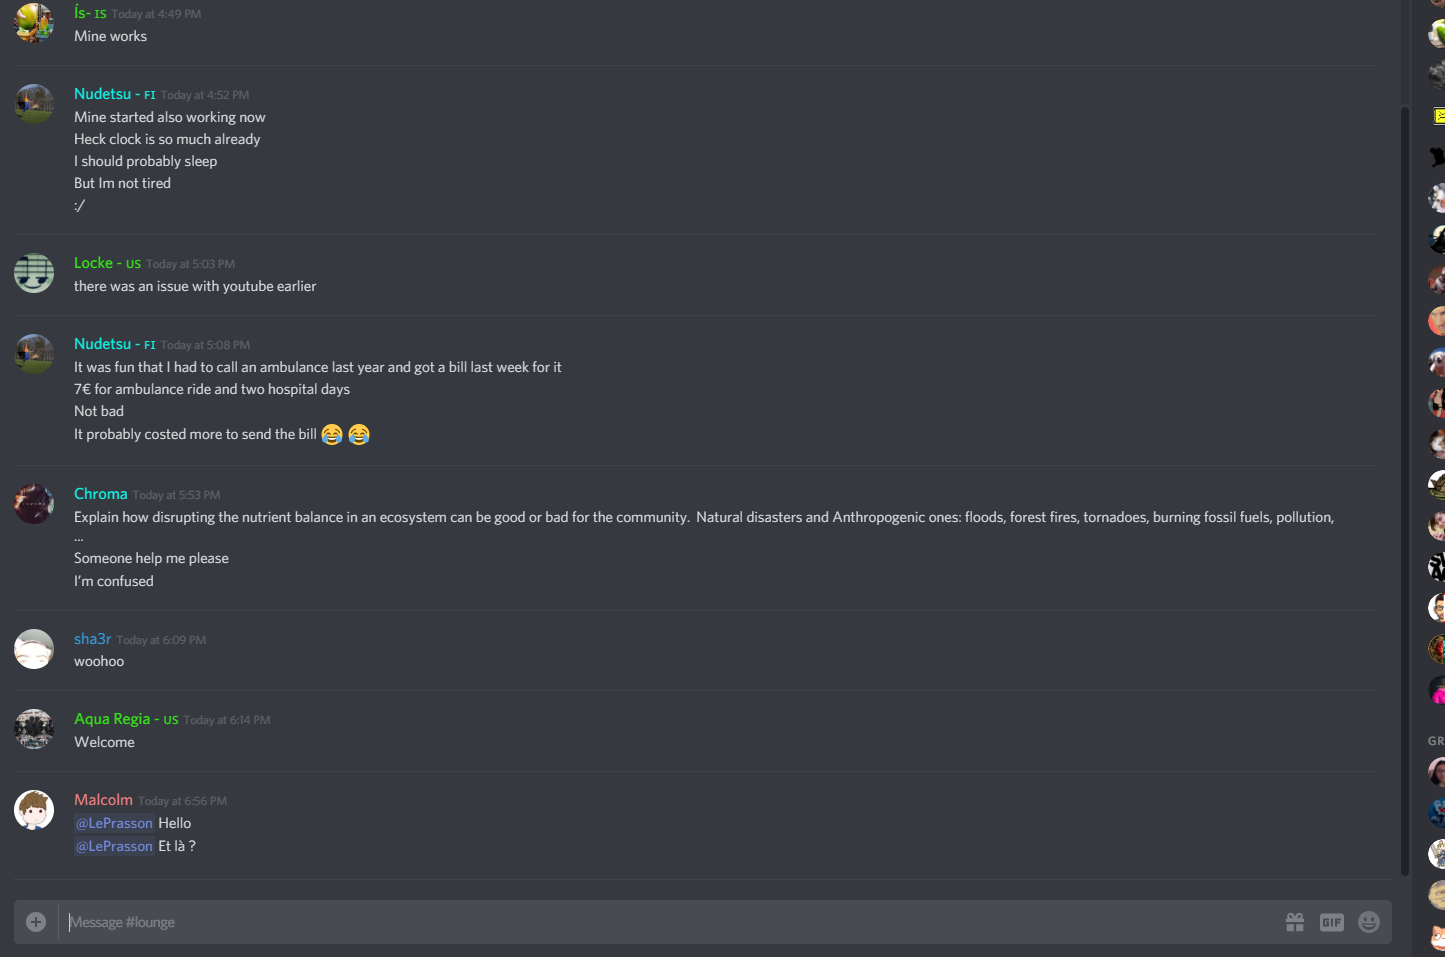 Ís- IS Today at 4:49 PM
Mine works
Nudetsu - FI Today at 4:52 PM
Mine started also working now
Heck clock is so much already
I should probably sleep
But Im not tired
:/
Locke - US Today at 5:03 PM
there was an issue with youtube earlier
Nudetsu - FI Today at 5:08 PM
It was fun that I had to call an ambulance last year and got a bill last week for it
7€ for ambulance ride and two hospital days
Not bad
It probably costed more to send the bill 😂 😂
Chroma Today at 5:53 PM
Explain how disrupting the nutrient balance in an ecosystem can be good or bad for the community. Natural disasters and Anthropogenic ones: floods, forest fires, tornadoes, burning fossil fuels, pollution,
...
Someone help me please
I'm confused
sha3r Today at 6:09 PM
woohoo
Aqua Regia - US Today at 6:14 PM
Welcome
GR
Malcolm Today at 6:56 PM
@LePrasson Hello
@LePrasson Et là ?
Message #lounge
GIF